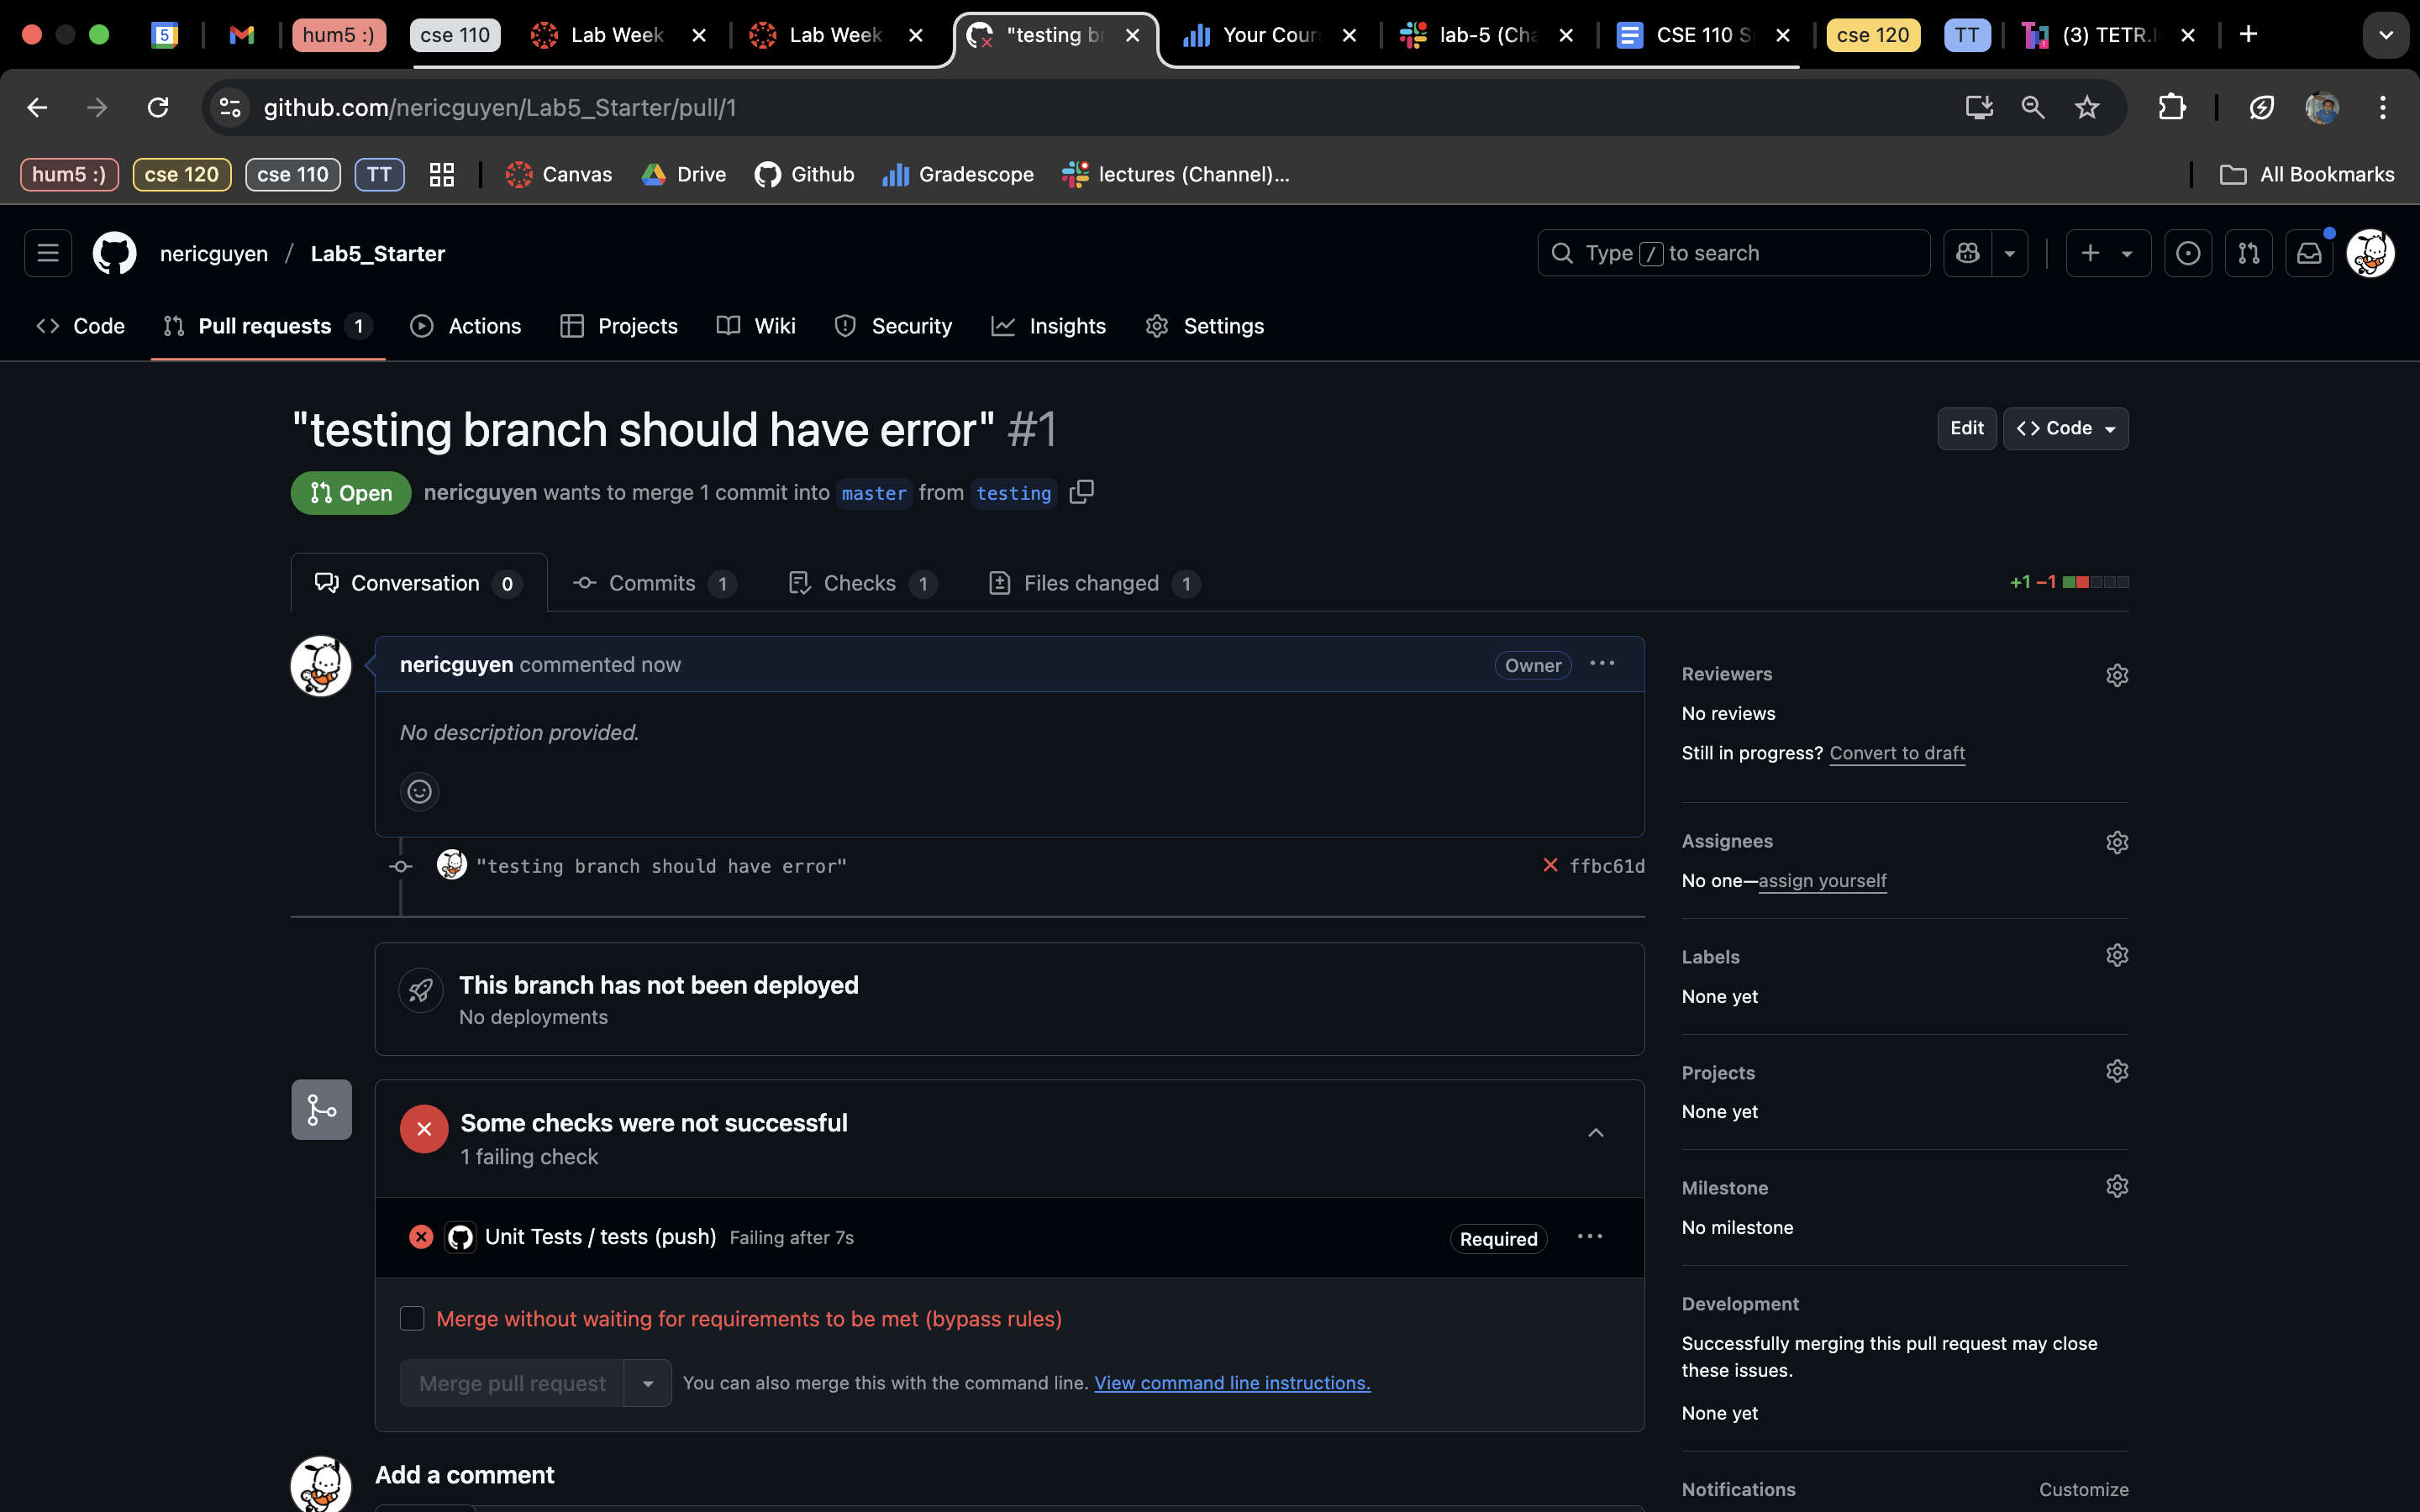 5 hum5 :) cse 110 Lab Week Lab Week "testing b Your Cour lab-5 (Cha CSE 110 S cse 120 TT (3) TETR.
github.com/nericguyen/Lab5_Starter/pull/1
hum5 :) cse 120 cse 110 TT Canvas Drive Github Gradescope lectures (Channel)... All Bookmarks
nericguyen / Lab5_Starter Type / to search
Code Pull requests 1 Actions Projects Wiki Security Insights Settings
"testing branch should have error" #1 Edit <> Code
Open nericguyen wants to merge 1 commit into master from testing
Conversation 0 Commits 1 Checks 1 Files changed 1 +1 −1
nericguyen commented now Owner
No description provided.
"testing branch should have error" ffbc61d
This branch has not been deployed
No deployments
Some checks were not successful
1 failing check
Unit Tests / tests (push) Failing after 7s Required
Merge without waiting for requirements to be met (bypass rules)
Merge pull request You can also merge this with the command line. View command line instructions.
Add a comment
Reviewers
No reviews
Still in progress? Convert to draft
Assignees
No one—assign yourself
Labels
None yet
Projects
None yet
Milestone
No milestone
Development
Successfully merging this pull request may close
these issues.
None yet
Notifications Customize